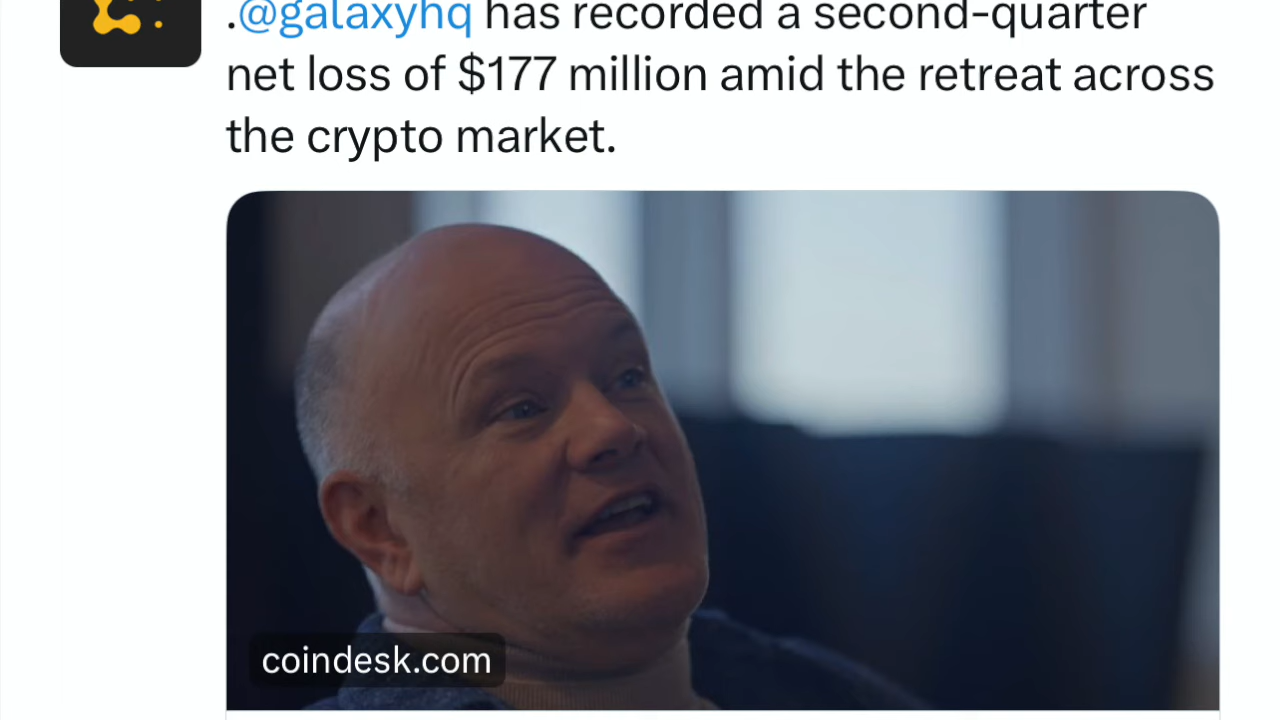 .@galaxyhq has recorded a second-quarter
net loss of $177 million amid the retreat across
the crypto market.
coindesk.com